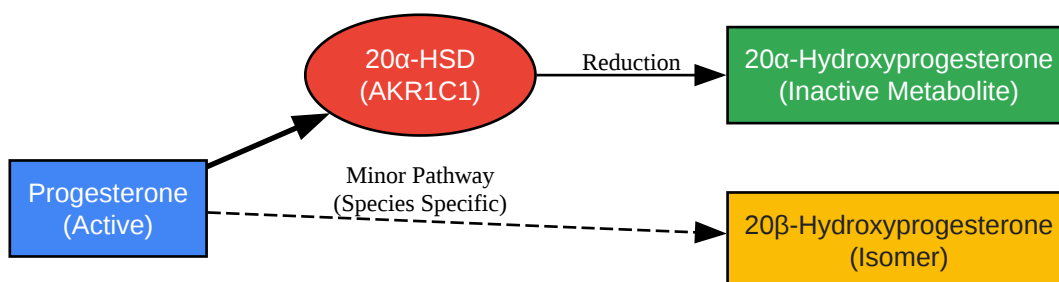 20α-HSD
(AKR1C1)
Reduction
20α-Hydroxyprogesterone
(Inactive Metabolite)
Progesterone
(Active)
Minor Pathway
(Species Specific)
20β-Hydroxyprogesterone
(Isomer)